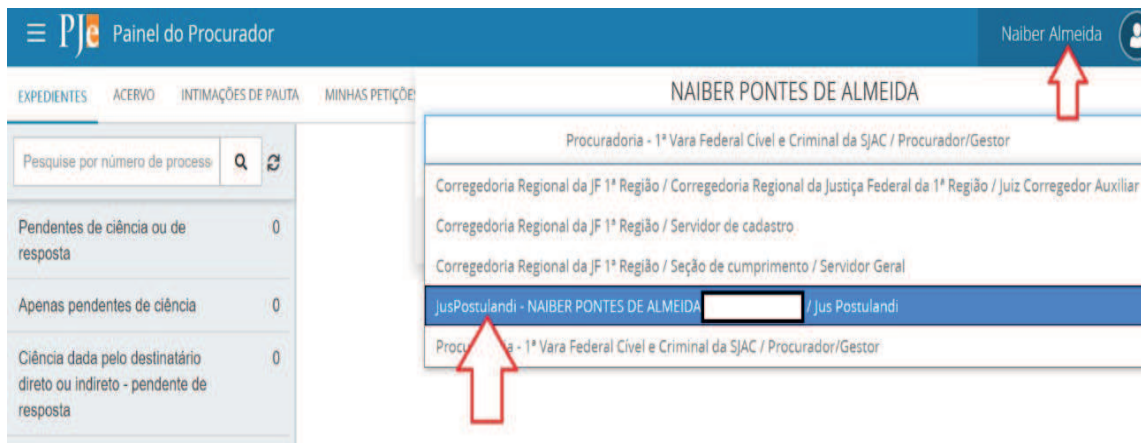 PJe Painel do Procurador
Naiber Almeida
EXPEDIENTES ACERVO INTIMAÇÕES DE PAUTA MINHAS PETIÇÕE
NAIBER PONTES DE ALMEIDA
Pesquise por número de process
Procuradoria - 1ª Vara Federal Cível e Criminal da SJAC / Procurador/Gestor
Corregedoria Regional da JF 1ª Região / Corregedoria Regional da Justiça Federal da 1ª Região / Juiz Corregedor Auxiliar
Pendentes de ciência ou de resposta 0
Corregedoria Regional da JF 1ª Região / Servidor de cadastro
Corregedoria Regional da JF 1ª Região / Seção de cumprimento / Servidor Geral
Apenas pendentes de ciência 0
JusPostulandi - NAIBER PONTES DE ALMEIDA / Jus Postulandi
Ciência dada pelo destinatário
direto ou indireto - pendente de
resposta
0
- 1ª Vara Federal Cível e Criminal da SJAC / Procurador/Gestor